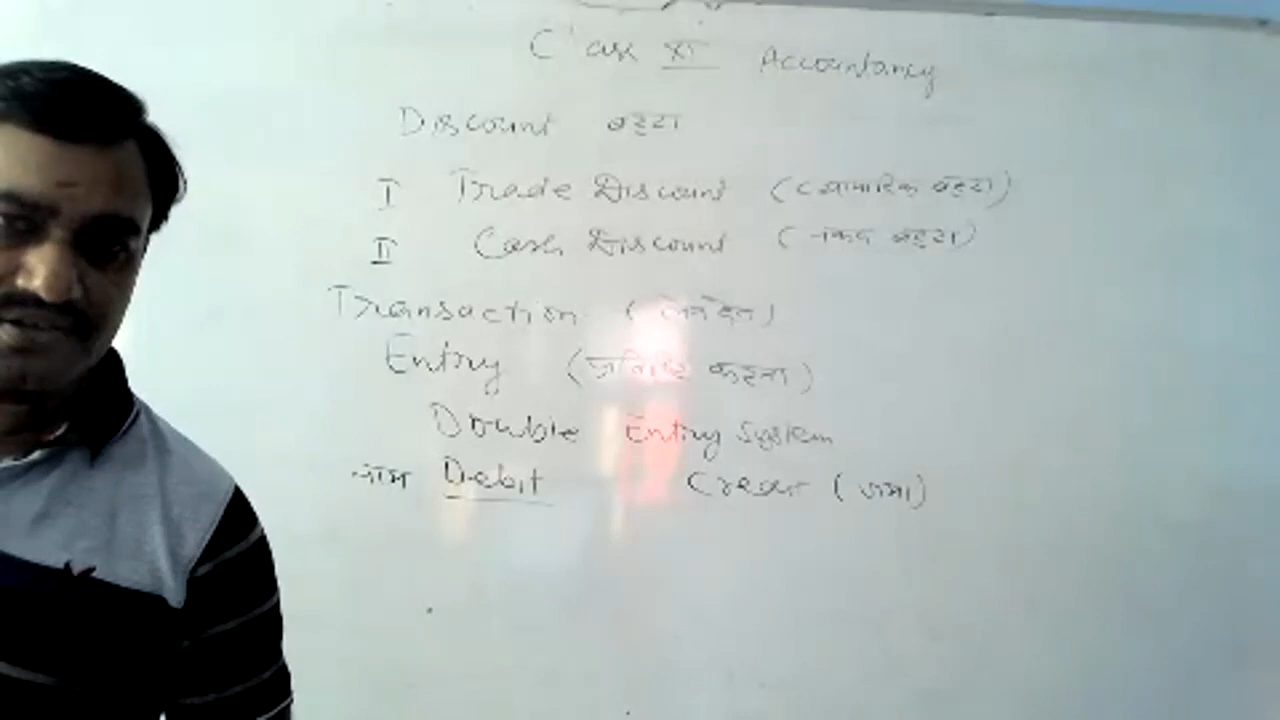 Class XI Accountancy
Discount बट्टा
I Trade Discount (व्यापारिक बट्टा)
II Cash Discount (नकद बट्टा)
Transaction (लेनदेन)
Entry (प्रविष्टि करना)
Double Entry System
नाम Debit Credit (जमा)